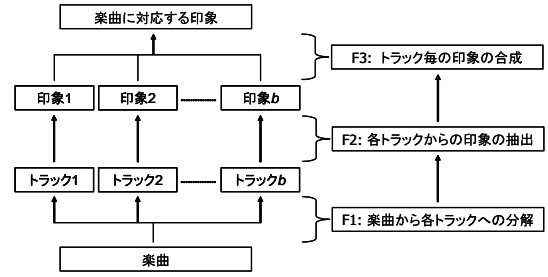 楽曲に対応する印象
F3: トラック毎の印象の合成
印象1 印象2 印象b
F2: 各トラックからの印象の抽出
トラック1 トラック2 トラックb
F1: 楽曲から各トラックへの分解
楽曲